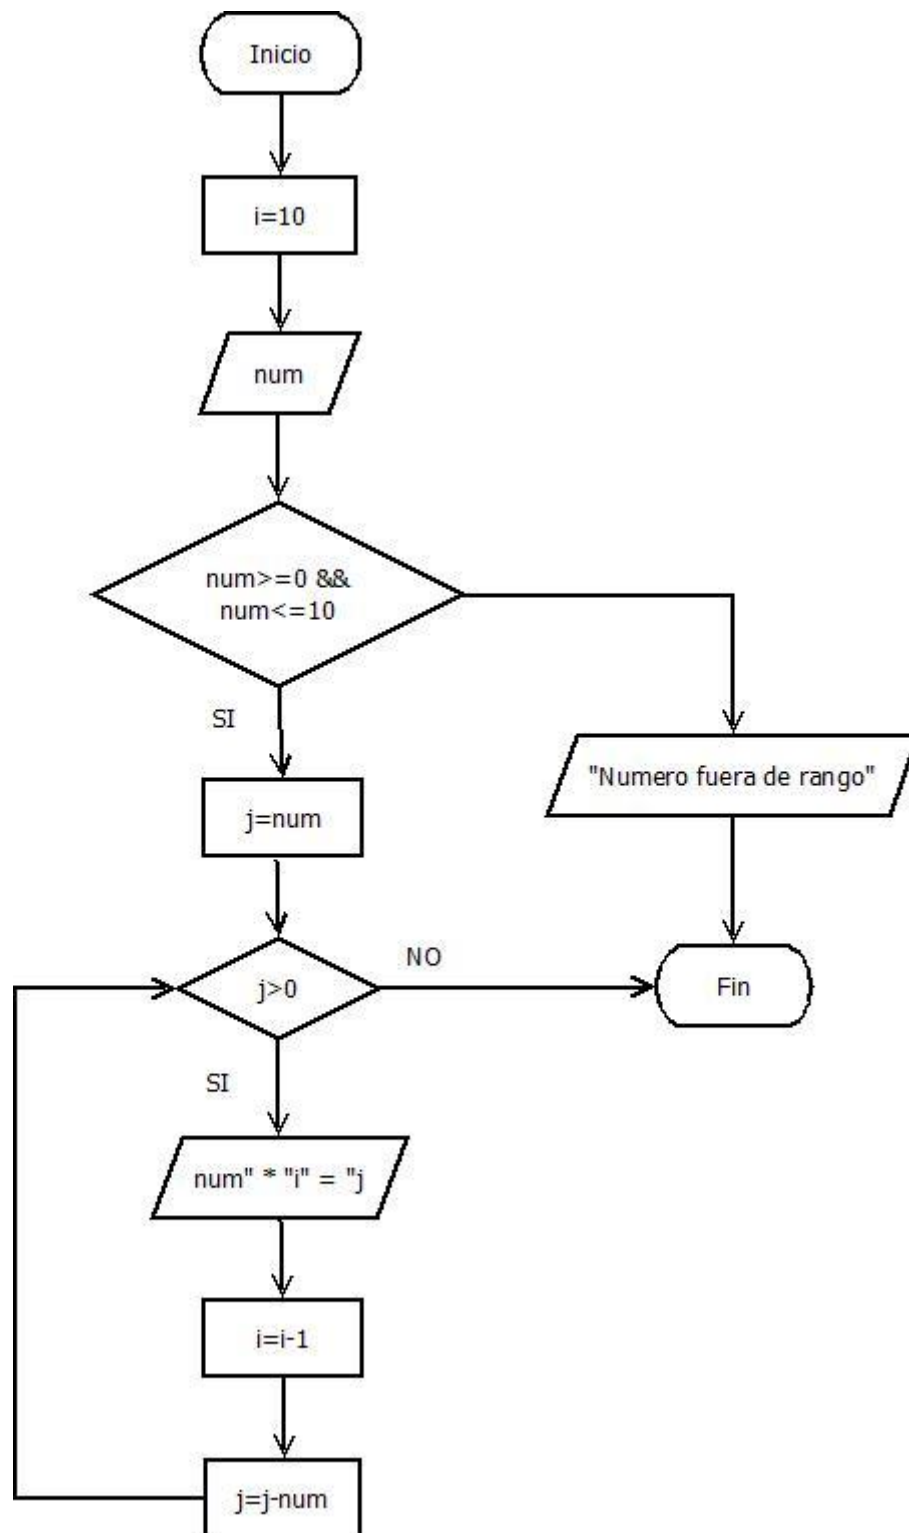 Inicio
i=10
num
num>=0 &&
num<=10
SI
"Numero fuera de rango"
j=num
NO
j>0
Fin
SI
num" * "i" = "j
i=i-1
j=j-num